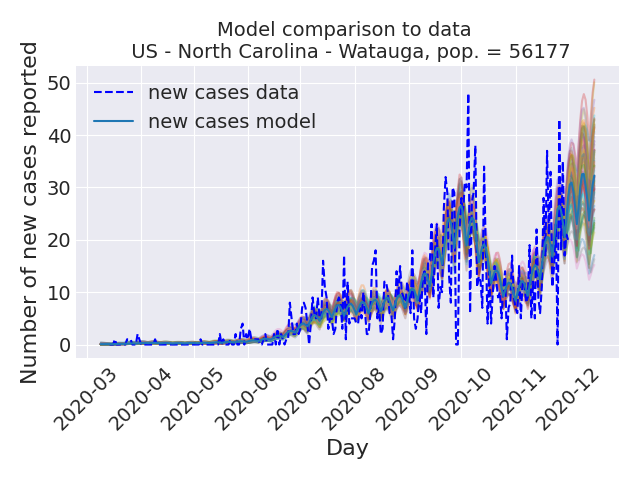 Model comparison to data
US - North Carolina - Watauga, pop. = 56177
Number of new cases reported
50
40
30
20
10
0
new cases data
new cases model
2020-03
2020-04
2020-05
2020-06
2020-07
2020-08
2020-09
2020-10
2020-11
2020-12
Day